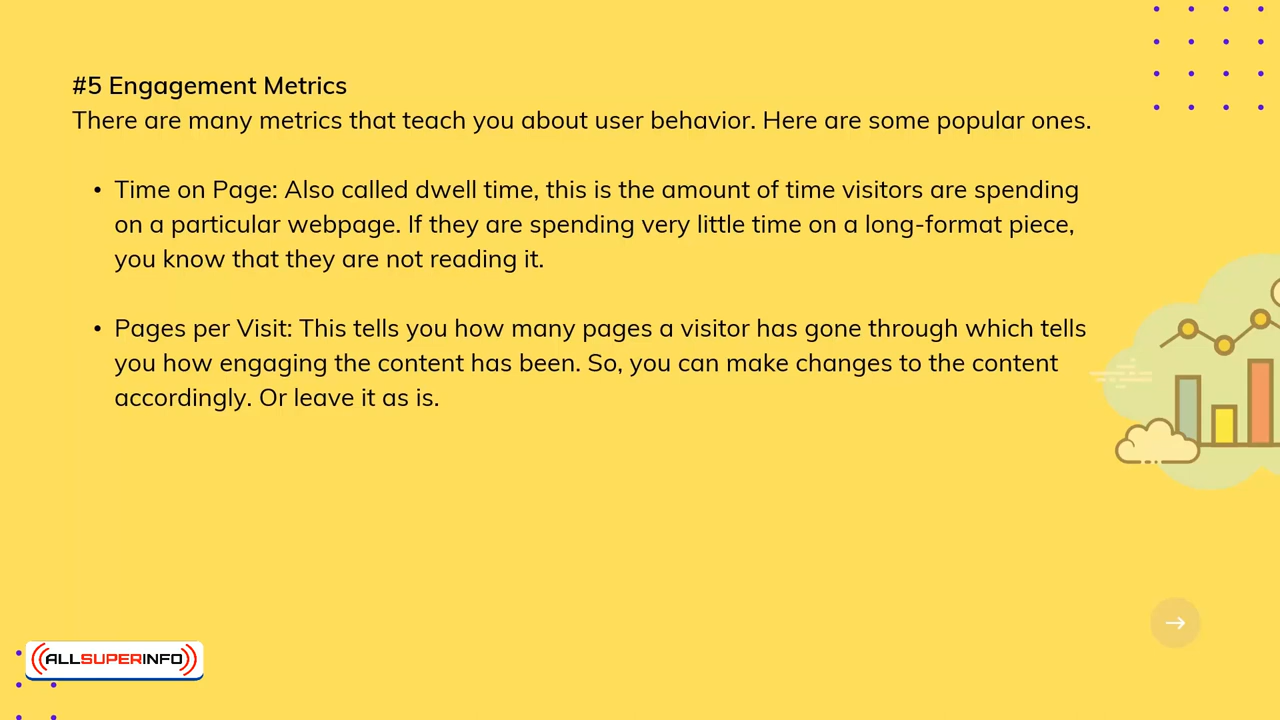 #5 Engagement Metrics
There are many metrics that teach you about user behavior. Here are some popular ones.
• Time on Page: Also called dwell time, this is the amount of time visitors are spending
on a particular webpage. If they are spending very little time on a long-format piece,
you know that they are not reading it.
• Pages per Visit: This tells you how many pages a visitor has gone through which tells
you how engaging the content has been. So, you can make changes to the content
accordingly. Or leave it as is.
ALLSUPERINFO